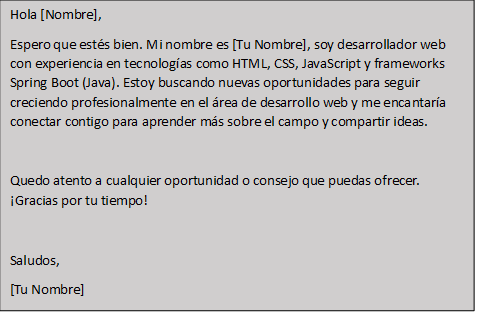 Hola [Nombre],
Espero que estés bien. Mi nombre es [Tu Nombre], soy desarrollador web
con experiencia en tecnologías como HTML, CSS, JavaScript y frameworks
Spring Boot (Java). Estoy buscando nuevas oportunidades para seguir
creciendo profesionalmente en el área de desarrollo web y me encantaría
conectar contigo para aprender más sobre el campo y compartir ideas.
Quedo atento a cualquier oportunidad o consejo que puedas ofrecer.
¡Gracias por tu tiempo!
Saludos,
[Tu Nombre]